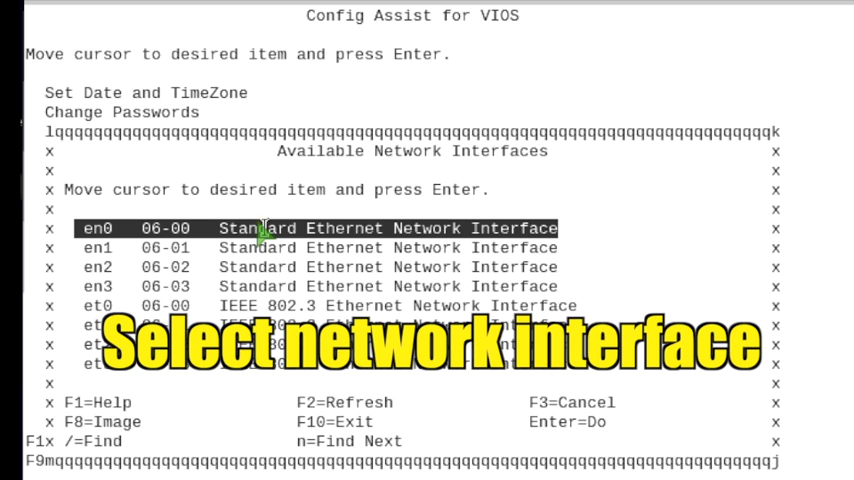 Config Assist for VIOS
Move cursor to desired item and press Enter.
Set Date and TimeZone
Change Passwords
lqqqqqqqqqqqqqqqqqqqqqqqqqqqqqqqqqqqqqqqqqqqqqqqqqqqqqqqqqqqqqqqqqqqqqqqqqqk
x Available Network Interfaces x
x x
x Move cursor to desired item and press Enter. x
x x
x en0 06-00 Standard Ethernet Network Interface x
x en1 06-01 Standard Ethernet Network Interface x
x en2 06-02 Standard Ethernet Network Interface x
x en3 06-03 Standard Ethernet Network Interface x
x et0 06-00 IEEE 802.3 Ethernet Network Interface x
Select network interface
x x
x F1=Help F2=Refresh F3=Cancel x
x F8=Image F10=Exit Enter=Do x
F1x /=Find n=Find Next x
F9mqqqqqqqqqqqqqqqqqqqqqqqqqqqqqqqqqqqqqqqqqqqqqqqqqqqqqqqqqqqqqqqqqqqqqqqqqqj